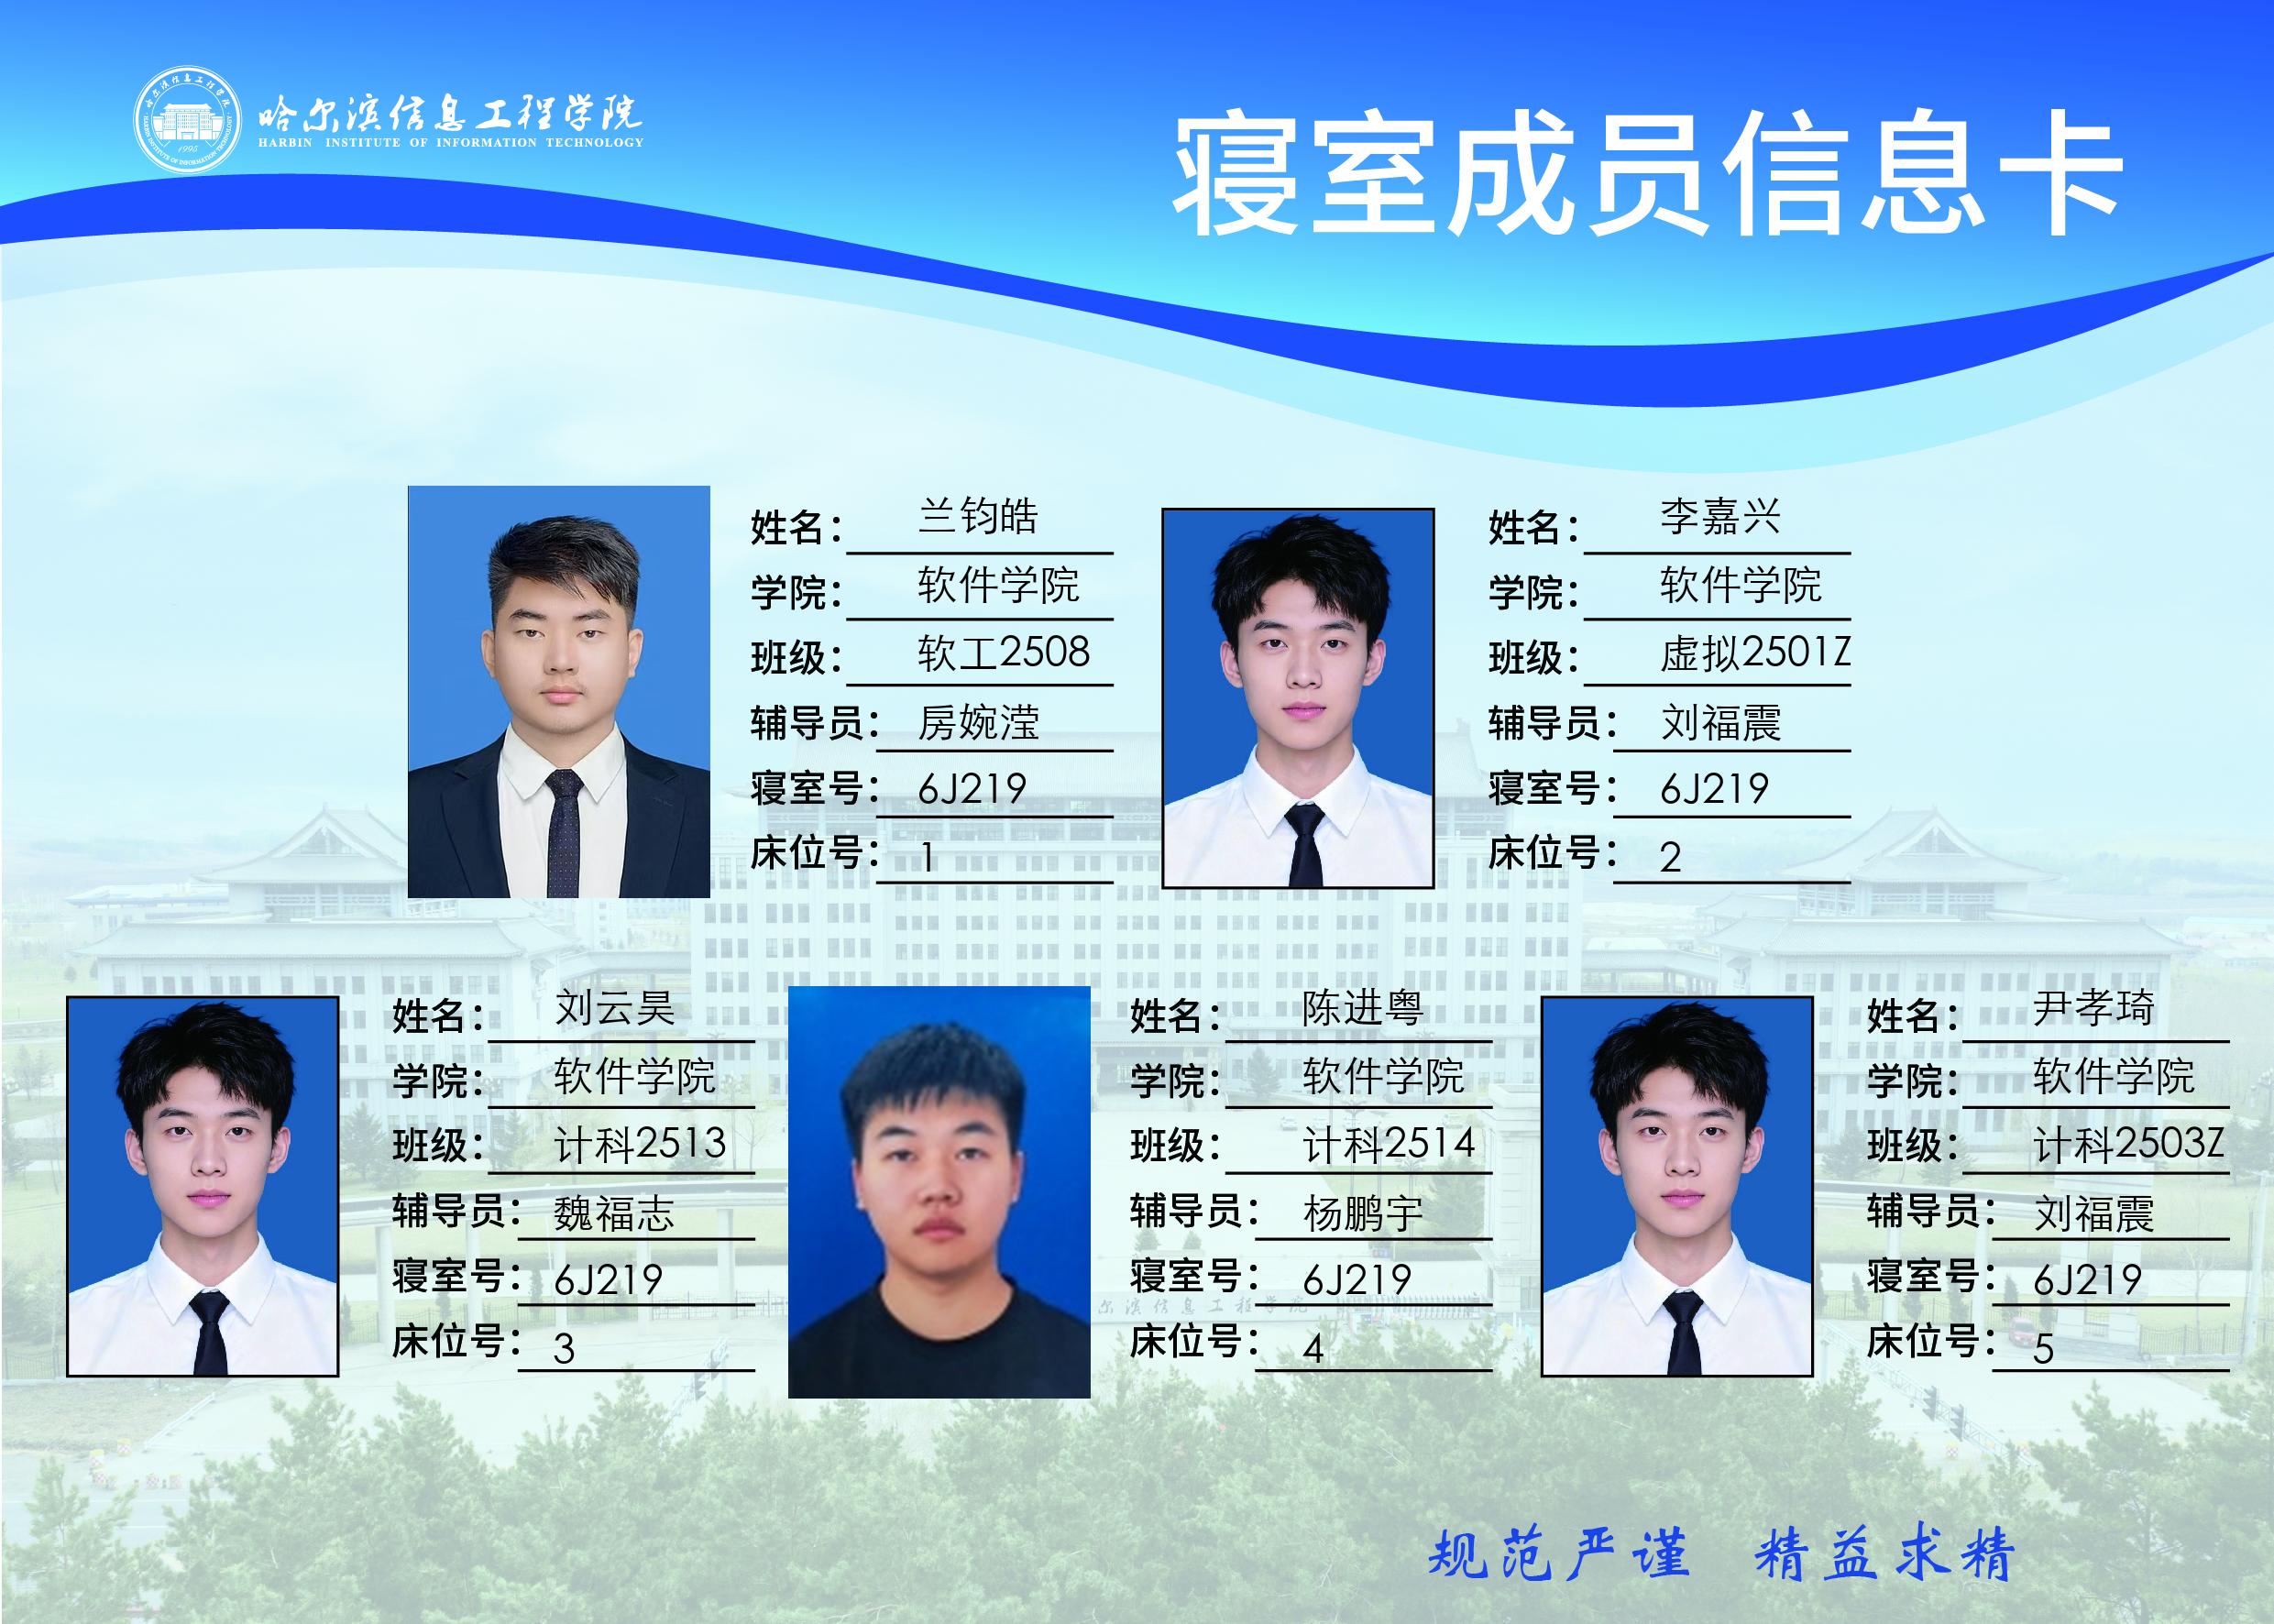 哈尔滨信息工程学院
HARBIN INSTITUTE OF INFORMATION TECHNOLOGY
1995
寝室成员信息卡
姓名：兰钧皓
学院：软件学院
班级：软工2508
辅导员：房婉滢
寝室号：6J219
床位号：1
姓名：李嘉兴
学院：软件学院
班级：虚拟2501Z
辅导员：刘福震
寝室号：6J219
床位号：2
姓名：刘云昊
学院：软件学院
班级：计科2513
辅导员：魏福志
寝室号：6J219
床位号：3
姓名：陈进粤
学院：软件学院
班级：计科2514
辅导员：杨鹏宇
寝室号：6J219
床位号：4
姓名：尹孝琦
学院：软件学院
班级：计科2503Z
辅导员：刘福震
寝室号：6J219
床位号：5
尔滨信息工程学院
规范严谨 精益求精